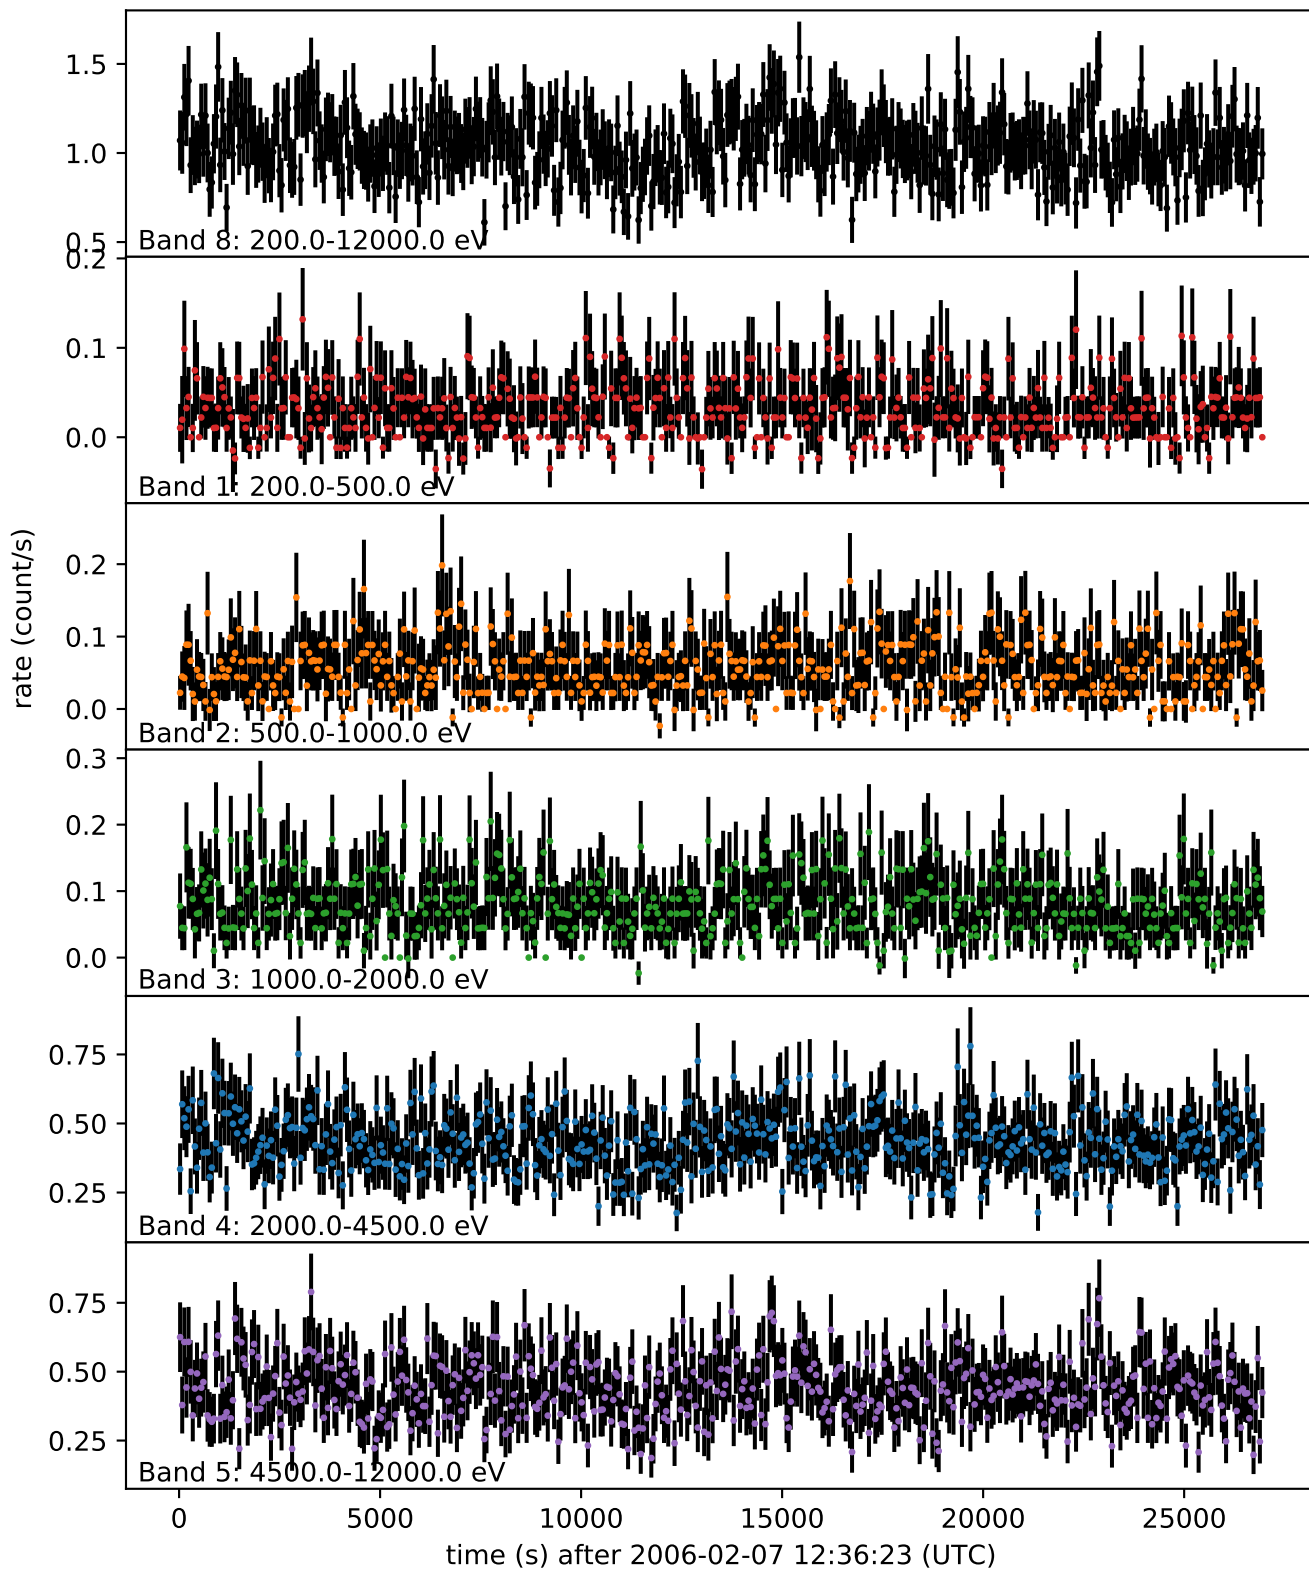 1.5
1.0
0.5
Band 8: 200.0-12000.0 eV
0.2
0.1
0.0
Band 1: 200.0-500.0 eV
0.2
0.1
0.0
Band 2: 500.0-1000.0 eV
rate (count/s)
0.3
0.2
0.1
0.0
Band 3: 1000.0-2000.0 eV
0.75
0.50
0.25
Band 4: 2000.0-4500.0 eV
0.75
0.50
0.25
Band 5: 4500.0-12000.0 eV
0 5000 10000 15000 20000 25000
time (s) after 2006-02-07 12:36:23 (UTC)